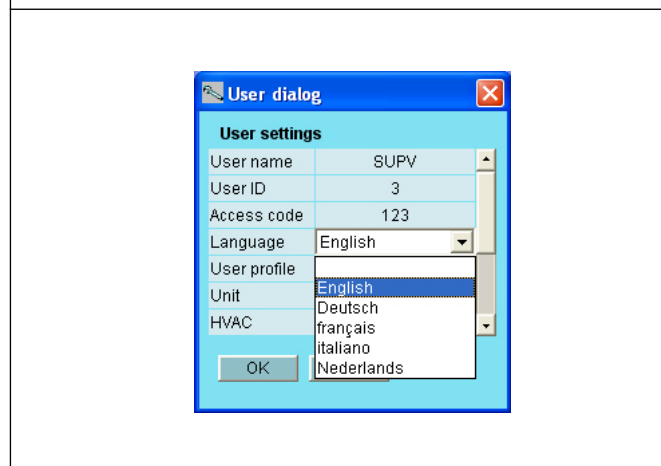 User dialog
User settings
User name SUPV
User ID 3
Access code 123
Language English
User profile
Unit English
HVAC Deutsch
français
italiano
OK Nederlands